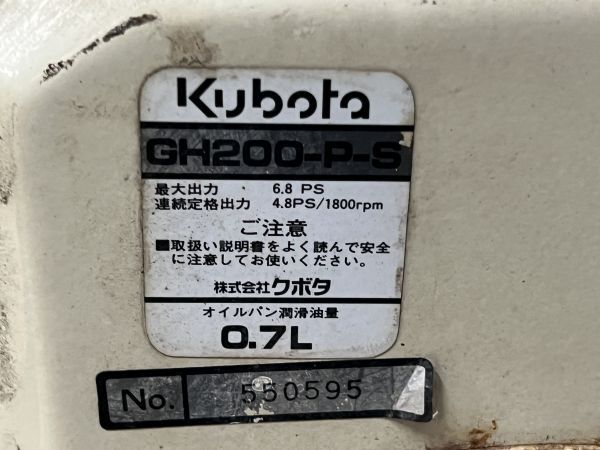 Kubota
GH200-P-S
最大出力 6.8 PS
連続定格出力 4.8PS/1800rpm
ご注意
■取扱い説明書をよく読んで安全
に注意してお使いください。
株式会社クボタ
オイルパン潤滑油量
0.7L
No. 550595